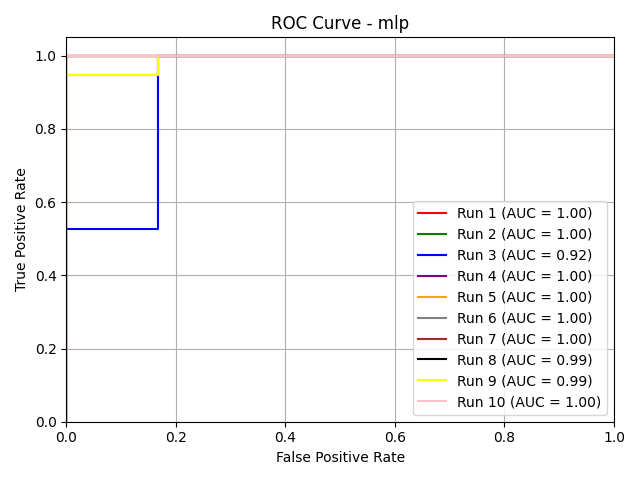 ROC Curve - mlp
True Positive Rate
1.0
0.8
0.6
0.4
0.2
0.0
Run 1 (AUC = 1.00)
Run 2 (AUC = 1.00)
Run 3 (AUC = 0.92)
Run 4 (AUC = 1.00)
Run 5 (AUC = 1.00)
Run 6 (AUC = 1.00)
Run 7 (AUC = 1.00)
Run 8 (AUC = 0.99)
Run 9 (AUC = 0.99)
Run 10 (AUC = 1.00)
0.0 0.2 0.4 0.6 0.8 1.0
False Positive Rate